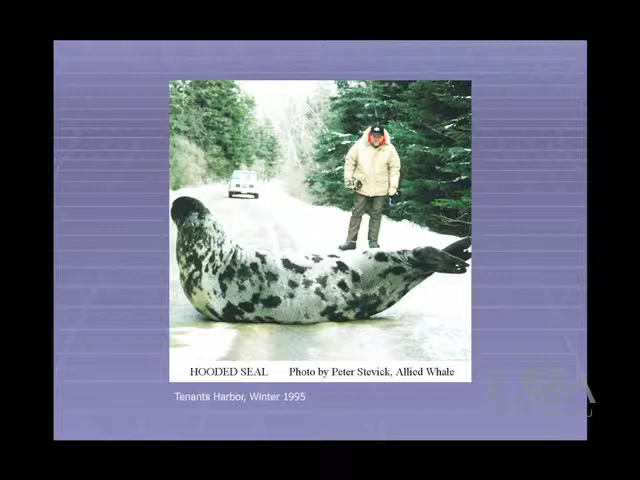 HOODED SEAL Photo by Peter Stevick, Allied Whale
Tenants Harbor, Winter 1995